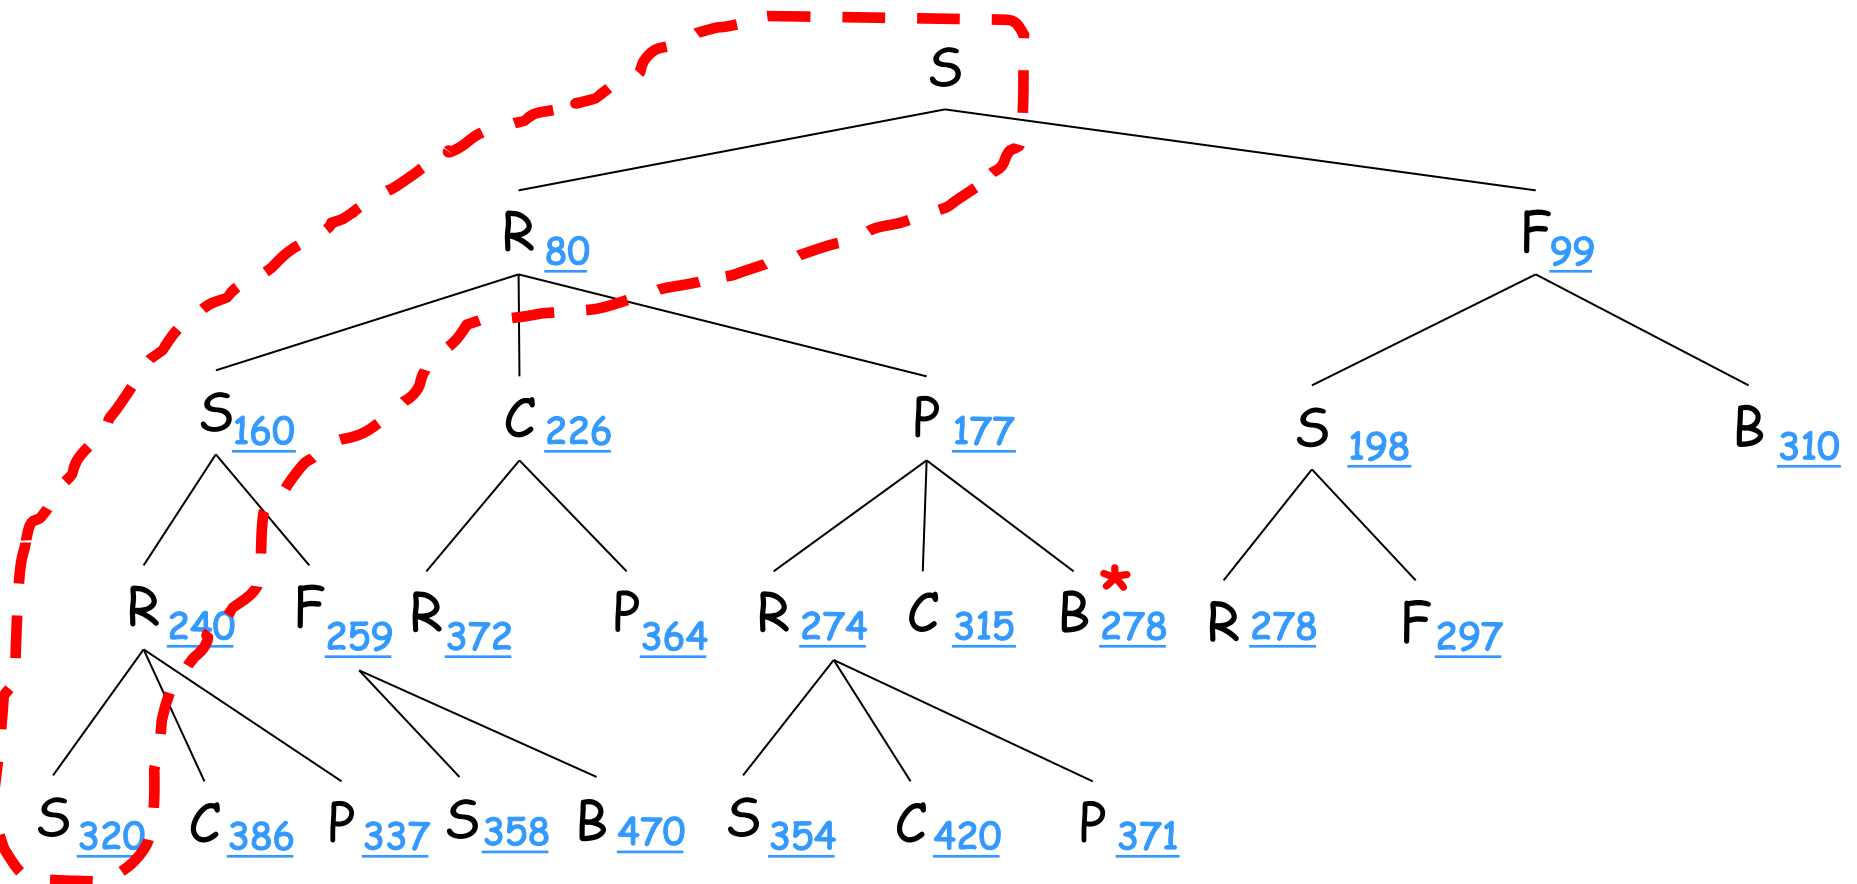 S
R 80 F 99
S 160 C 226 P 177 S 198 B 310
R 240 F 259 R 372 P 364 R 274 C 315 B 278 * R 278 F 297
S 320 C 386 P 337 S 358 B 470 S 354 C 420 P 371